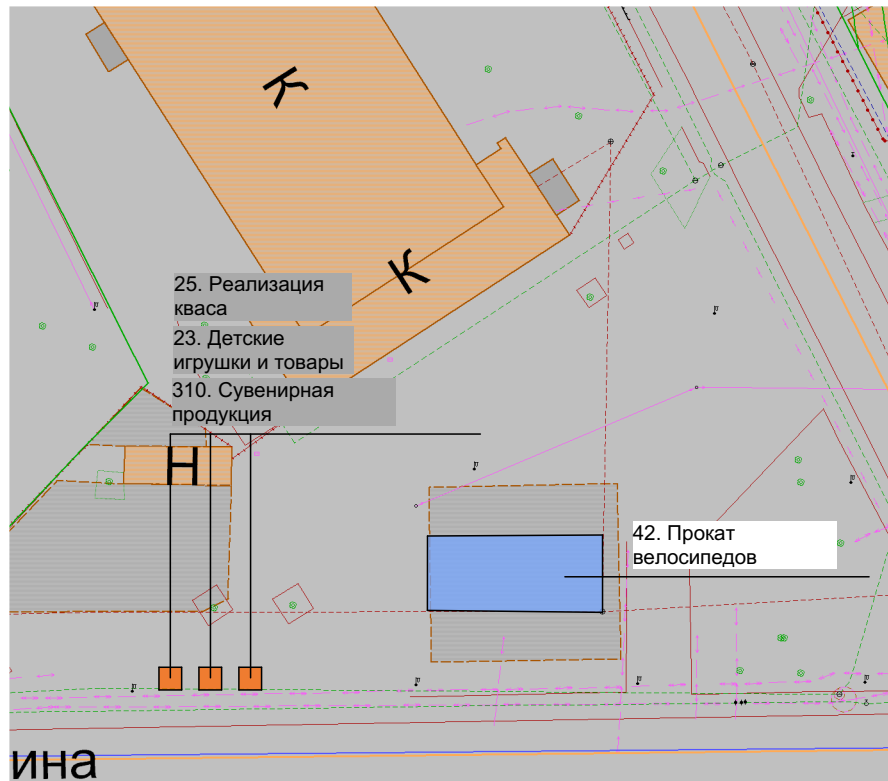 К
К
25. Реализация
кваса
23. Детские
игрушки и товары
310. Сувенирная
продукция
Н
42. Прокат
велосипедов
ина